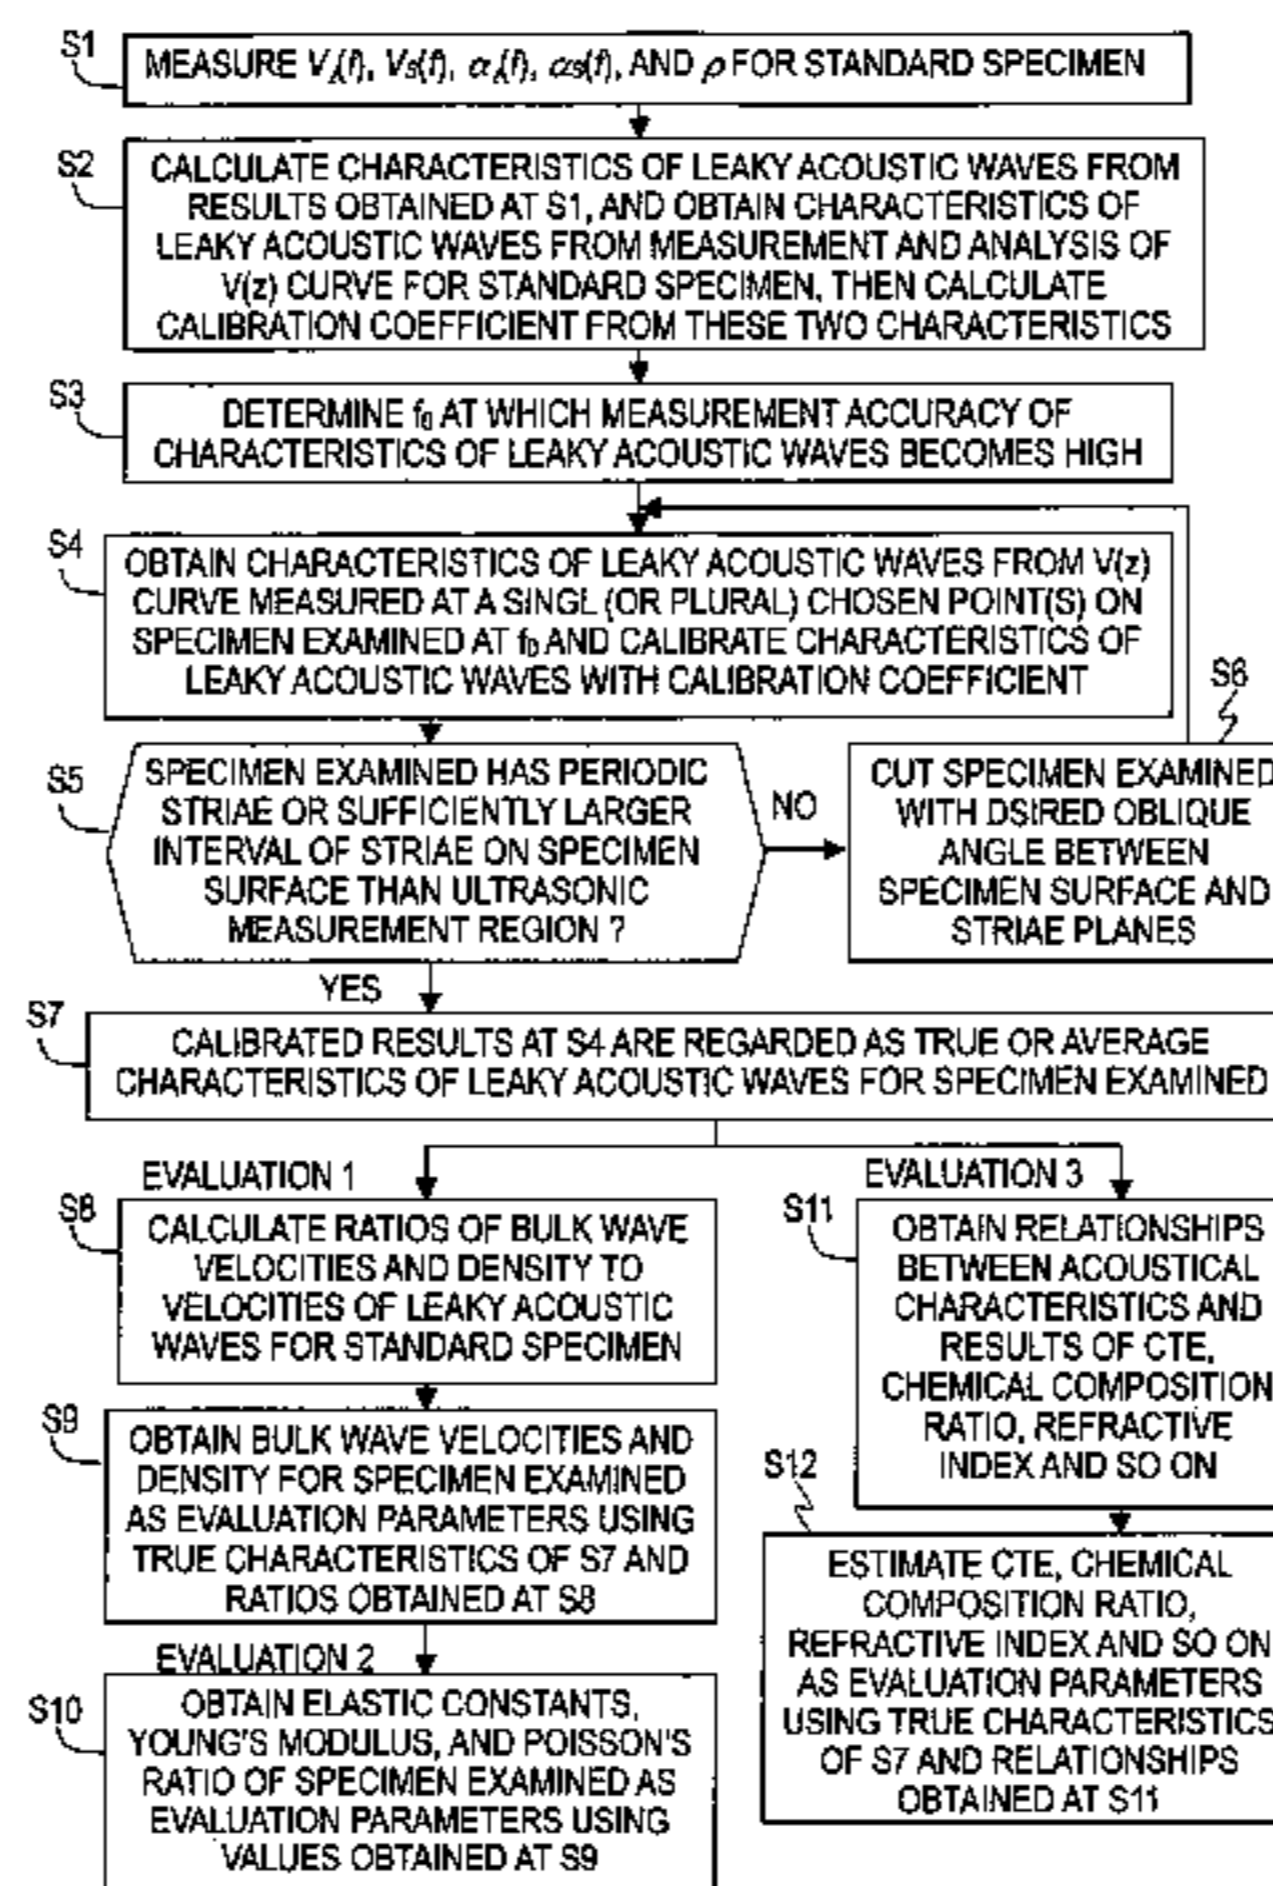 S1
MEASURE V_l(f), V_S(f), α_l(f), α_S(f), AND ρ FOR STANDARD SPECIMEN
S2
CALCULATE CHARACTERISTICS OF LEAKY ACOUSTIC WAVES FROM
RESULTS OBTAINED AT S1, AND OBTAIN CHARACTERISTICS OF
LEAKY ACOUSTIC WAVES FROM MEASUREMENT AND ANALYSIS OF
V(z) CURVE FOR STANDARD SPECIMEN, THEN CALCULATE
CALIBRATION COEFFICIENT FROM THESE TWO CHARACTERISTICS
S3
DETERMINE f₀ AT WHICH MEASUREMENT ACCURACY OF
CHARACTERISTICS OF LEAKY ACOUSTIC WAVES BECOMES HIGH
S4
OBTAIN CHARACTERISTICS OF LEAKY ACOUSTIC WAVES FROM V(z)
CURVE MEASURED AT A SINGL (OR PLURAL) CHOSEN POINT(S) ON
SPECIMEN EXAMINED AT f₀ AND CALIBRATE CHARACTERISTICS OF
LEAKY ACOUSTIC WAVES WITH CALIBRATION COEFFICIENT
S5
SPECIMEN EXAMINED HAS PERIODIC
STRIAE OR SUFFICIENTLY LARGER
INTERVAL OF STRIAE ON SPECIMEN
SURFACE THAN ULTRASONIC
MEASUREMENT REGION ?
NO
S6
CUT SPECIMEN EXAMINED
WITH DSIRED OBLIQUE
ANGLE BETWEEN
SPECIMEN SURFACE AND
STRIAE PLANES
YES
S7
CALIBRATED RESULTS AT S4 ARE REGARDED AS TRUE OR AVERAGE
CHARACTERISTICS OF LEAKY ACOUSTIC WAVES FOR SPECIMEN EXAMINED
EVALUATION 1
S8
CALCULATE RATIOS OF BULK WAVE
VELOCITIES AND DENSITY TO
VELOCITIES OF LEAKY ACOUSTIC
WAVES FOR STANDARD SPECIMEN
S9
OBTAIN BULK WAVE VELOCITIES AND
DENSITY FOR SPECIMEN EXAMINED
AS EVALUATION PARAMETERS USING
TRUE CHARACTERISTICS OF S7 AND
RATIOS OBTAINED AT S8
EVALUATION 2
S10
OBTAIN ELASTIC CONSTANTS,
YOUNG'S MODULUS, AND POISSON'S
RATIO OF SPECIMEN EXAMINED AS
EVALUATION PARAMETERS USING
VALUES OBTAINED AT S9
EVALUATION 3
S11
OBTAIN RELATIONSHIPS
BETWEEN ACOUSTICAL
CHARACTERISTICS AND
RESULTS OF CTE,
CHEMICAL COMPOSITION
RATIO, REFRACTIVE
INDEX AND SO ON
S12
ESTIMATE CTE, CHEMICAL
COMPOSITION RATIO,
REFRACTIVE INDEX AND SO ON
AS EVALUATION PARAMETERS
USING TRUE CHARACTERISTICS
OF S7 AND RELATIONSHIPS
OBTAINED AT S11